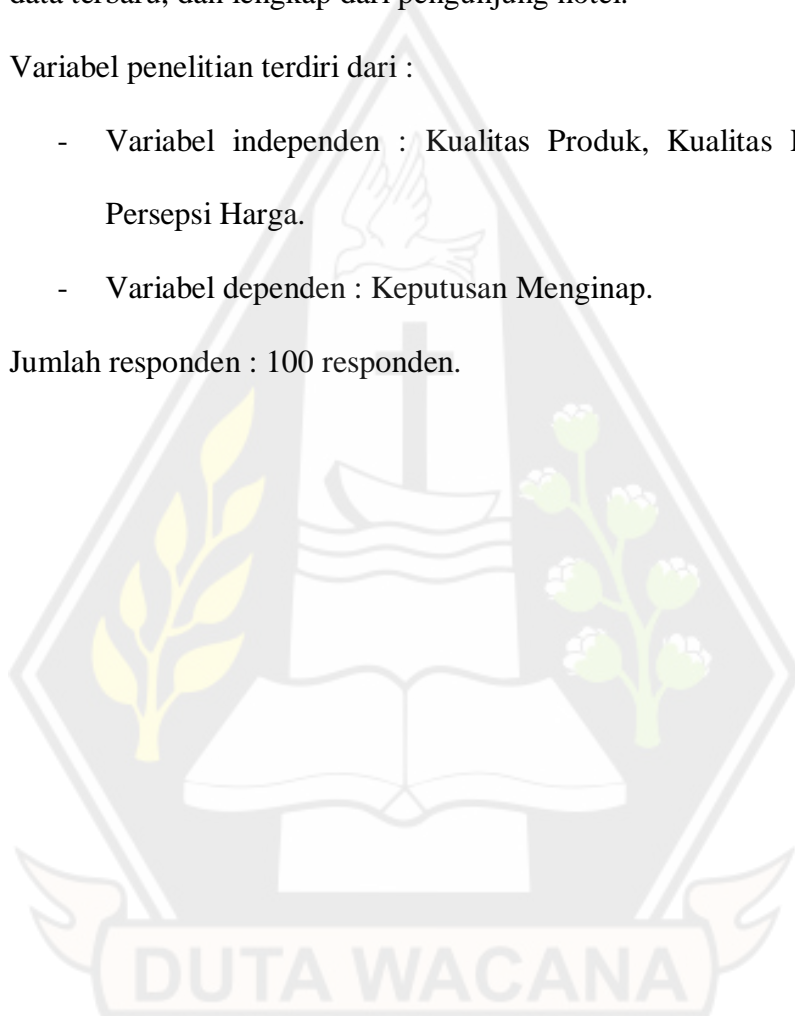 data terbaru, dan lengkap dari pengunjung hotel.
Variabel penelitian terdiri dari :
- Variabel independen : Kualitas Produk, Kualitas
Persepsi Harga.
- Variabel dependen : Keputusan Menginap.
Jumlah responden : 100 responden.
DUTA WACANA